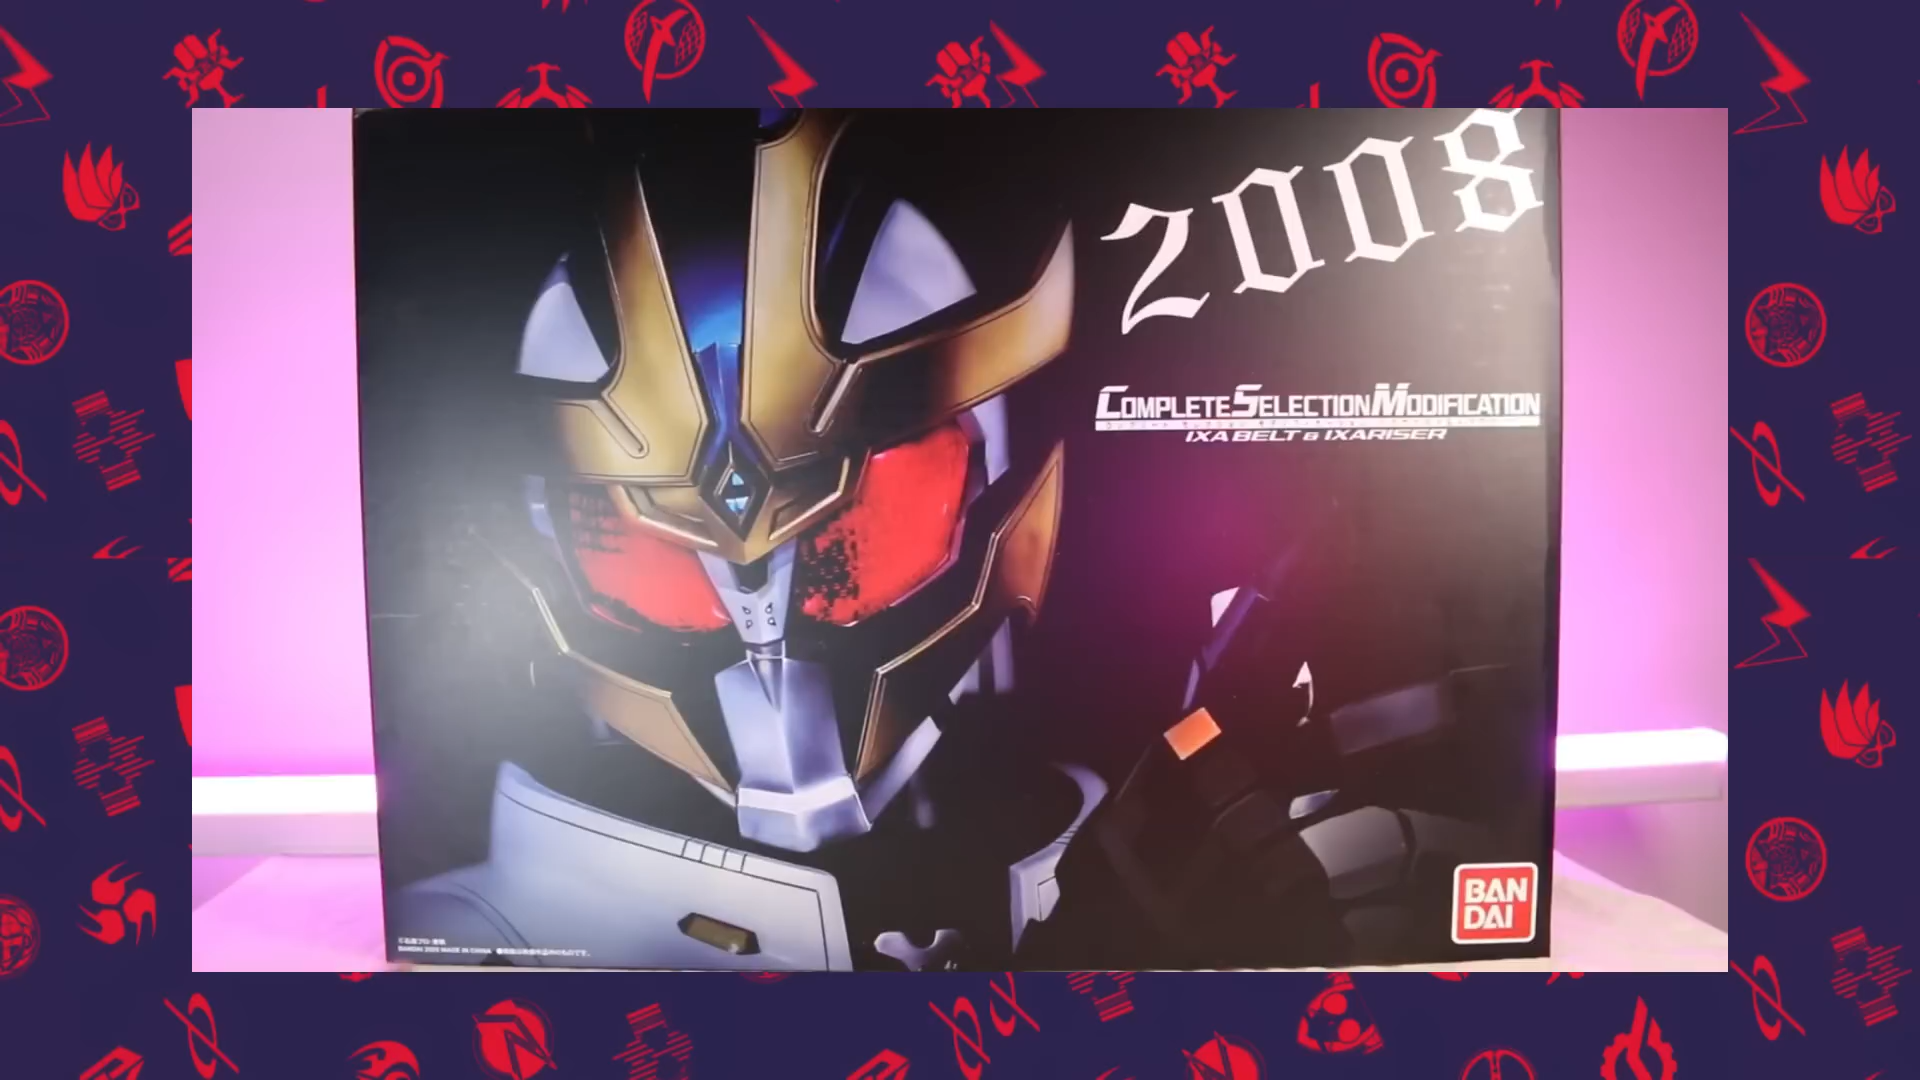 2008
COMPLETE SELECTION MODIFICATION
IXA BELT & IXARISER
BAN
DAI